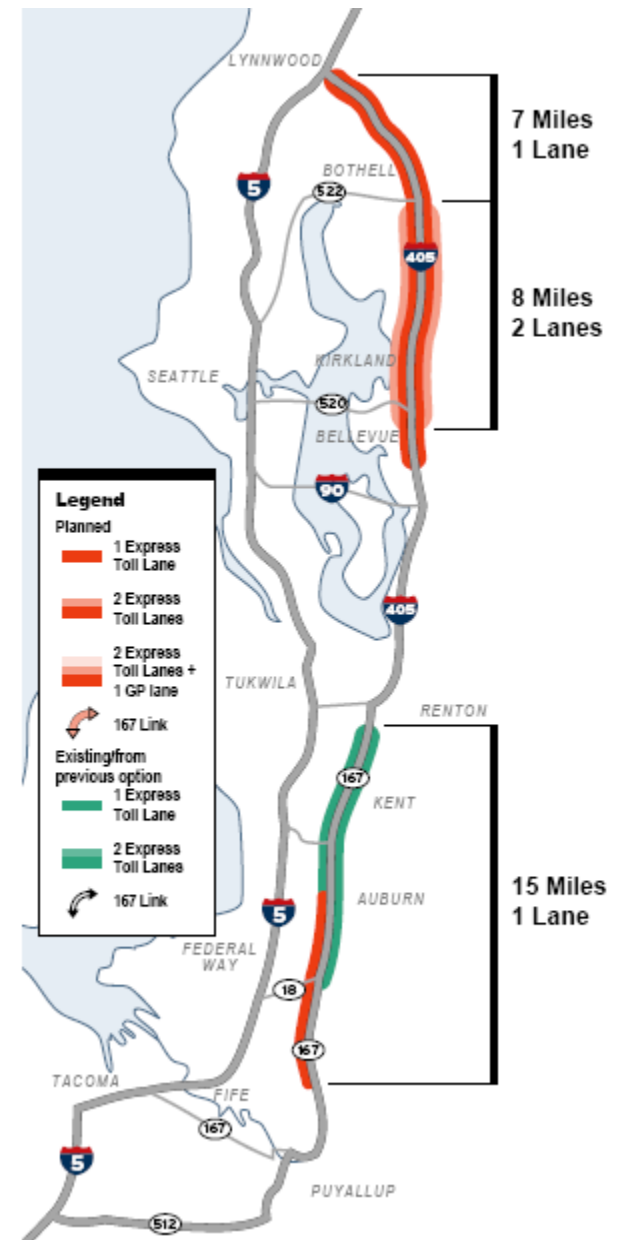 LYNNWOOD
7 Miles
1 Lane
BOTHELL
5
522
405
8 Miles
2 Lanes
KIRKLAND
SEATTLE
520
BELLEVUE
90
Legend
Planned
1 Express
Toll Lane
2 Express
Toll Lanes
2 Express
Toll Lanes +
1 GP lane
167 Link
Existing/from
previous option
1 Express
Toll Lane
2 Express
Toll Lanes
167 Link
405
TUKWILA
RENTON
167
KENT
15 Miles
1 Lane
AUBURN
5
FEDERAL
WAY
18
167
TACOMA
FIFE
167
5
PUYALLUP
512